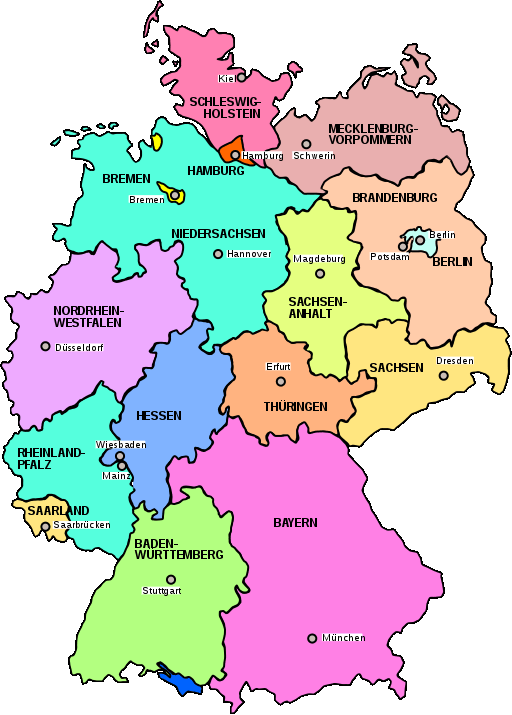 Kiel
SCHLESWIG-
HOLSTEIN
MECKLENBURG-
VORPOMMERN
Hamburg
Schwerin
HAMBURG
BREMEN
Bremen
BRANDENBURG
NIEDERSACHSEN
Berlin
Hannover
Potsdam
BERLIN
Magdeburg
SACHSEN-
ANHALT
NORDRHEIN-
WESTFALEN
Düsseldorf
Erfurt
SACHSEN
Dresden
THÜRINGEN
HESSEN
Wiesbaden
RHEINLAND-
PFALZ
Mainz
SAARLAND
Saarbrücken
BAYERN
BADEN-
WÜRTTEMBERG
Stuttgart
München